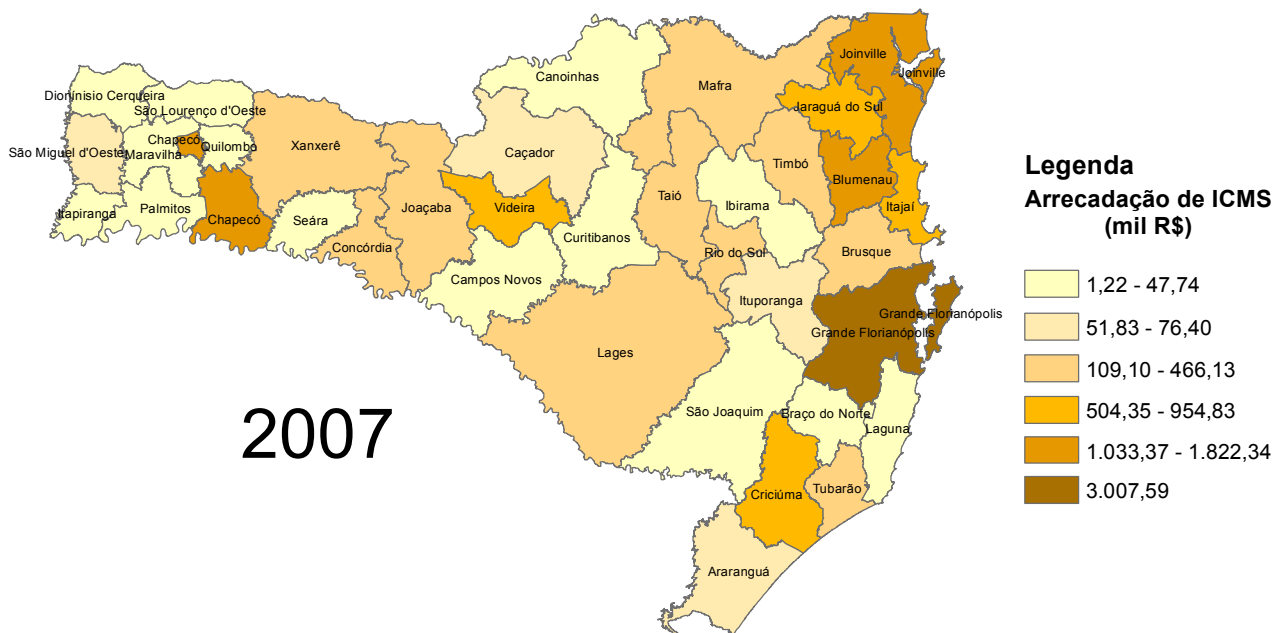 Joinville
Joinville
Canoinhas
Mafra
Dionínisio Cerqueira
São Lourenço d'Oeste
Jaraguá do Sul
Chapecó
Quilombo
Xanxerê
São Miguel d'Oeste
Maravilha
Caçador
Timbó
Blumenau
Taió
Ibirama
Itajaí
Palmitos
Itapiranga
Chapecó
Seára
Joaçaba
Videira
Curitibanos
Concórdia
Rio do Sul
Brusque
Campos Novos
Ituporanga
Grande Florianópolis
Grande Florianópolis
Lages
São Joaquim
Braço do Norte
Laguna
Criciúma
Tubarão
Araranguá
2007
Legenda
Arrecadação de ICMS
(mil R$)
1,22 - 47,74
51,83 - 76,40
109,10 - 466,13
504,35 - 954,83
1.033,37 - 1.822,34
3.007,59